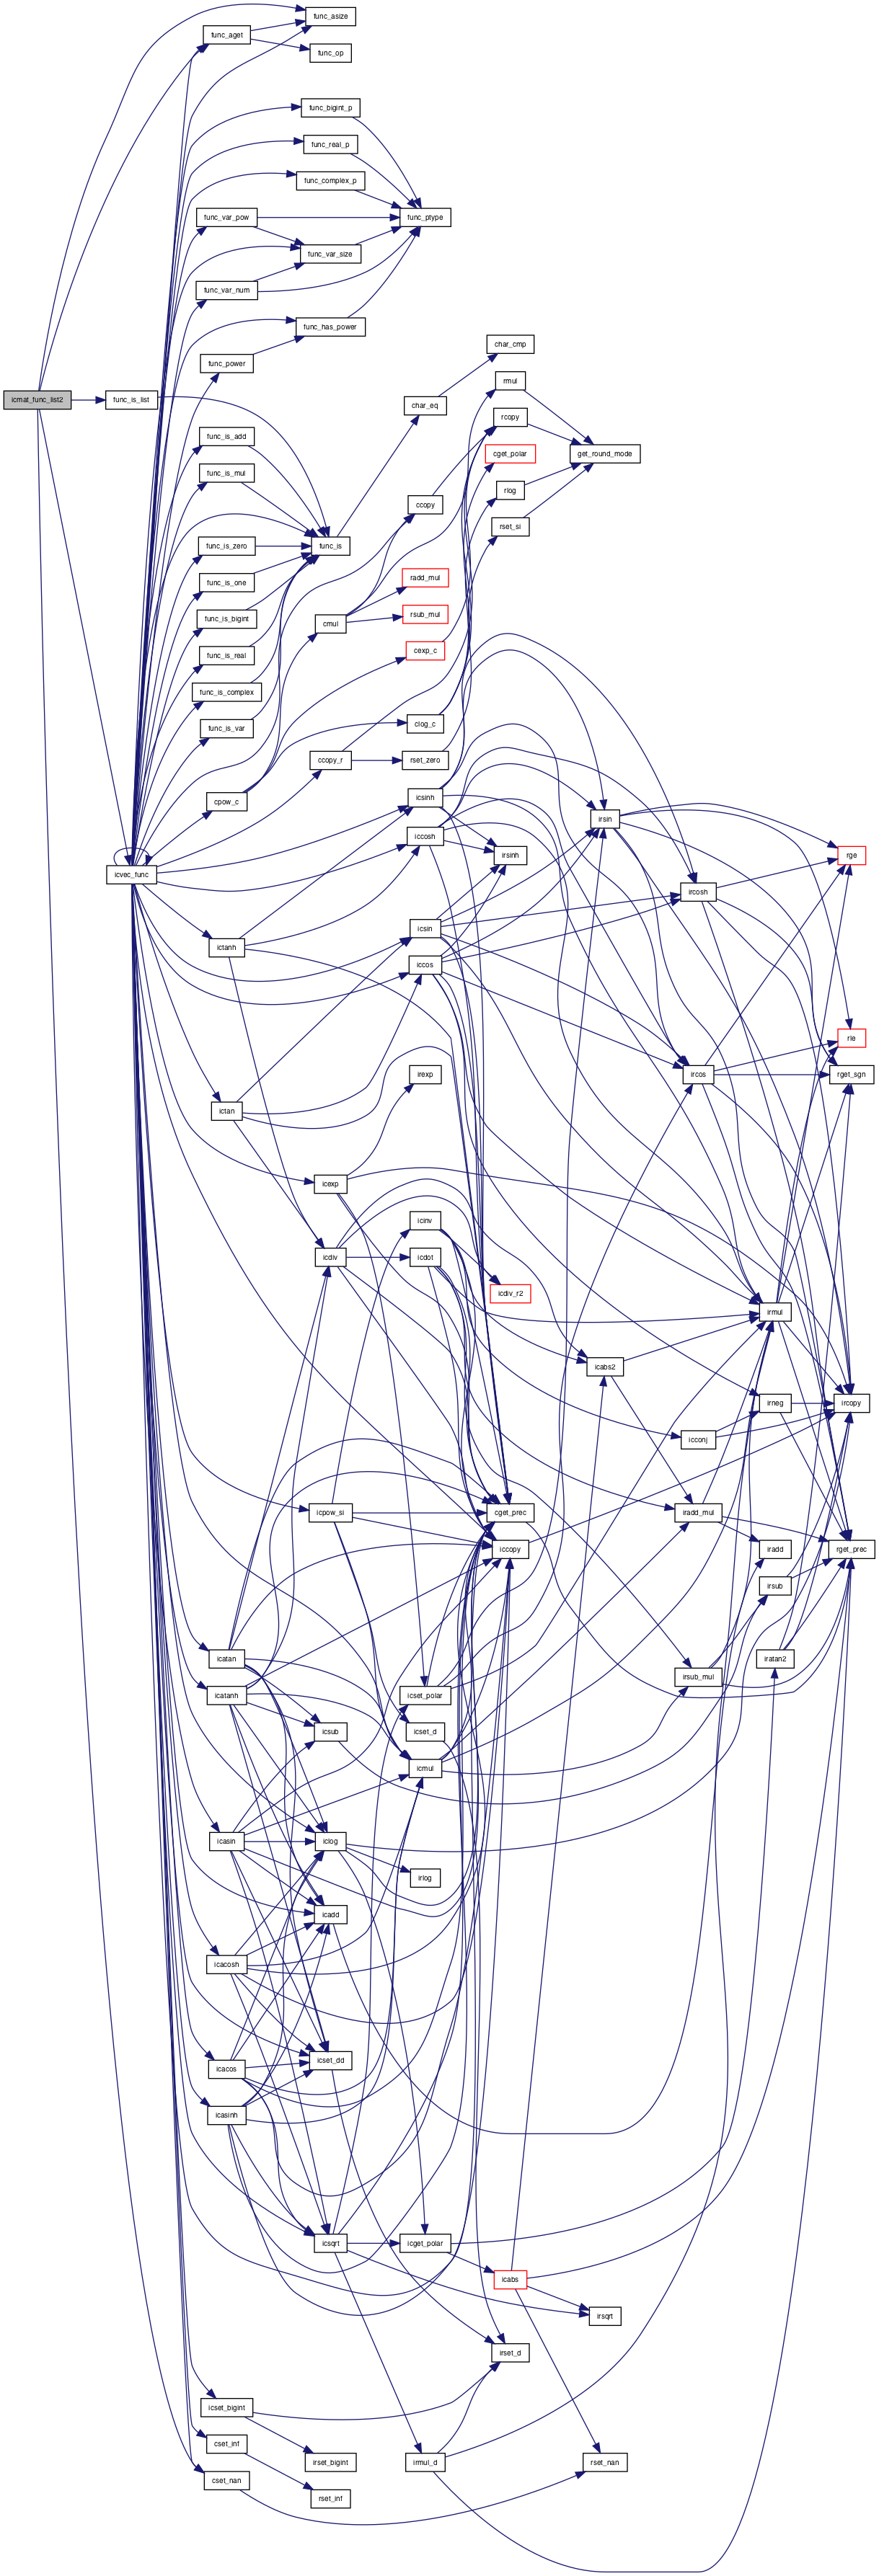 func_asize
func_aget
func_op
func_bigint_p
func_real_p
func_complex_p
func_var_pow
func_ptype
func_var_size
func_var_num
func_has_power
char_cmp
func_power
rmul
icmat_func_list2
func_is_list
char_eq
rcopy
func_is_add
cget_polar
get_round_mode
func_is_mul
rlog
ccopy
rset_si
func_is_zero
func_is
func_is_one
radd_mul
func_is_bigint
rsub_mul
cmul
func_is_real
cexp_c
func_is_complex
func_is_var
clog_c
ccopy_r
rset_zero
icsinh
cpow_c
irsin
iccosh
irsinh
rge
icvec_func
ircosh
icsin
ictanh
iccos
rle
irexp
ircos
rget_sgn
ictan
icexp
icinv
icdiv
icdot
icdiv_r2
irmul
icabs2
irneg
ircopy
icconj
icpow_si
cget_prec
iradd_mul
iccopy
iradd
rget_prec
irsub
icatan
iratan2
irsub_mul
icatanh
icset_polar
icsub
icset_d
icmul
icasin
iclog
irlog
icadd
icacosh
icset_dd
icacos
icasinh
icsqrt
icget_polar
icabs
irsqrt
irset_d
icset_bigint
cset_inf
irset_bigint
irmul_d
rset_nan
cset_nan
rset_inf